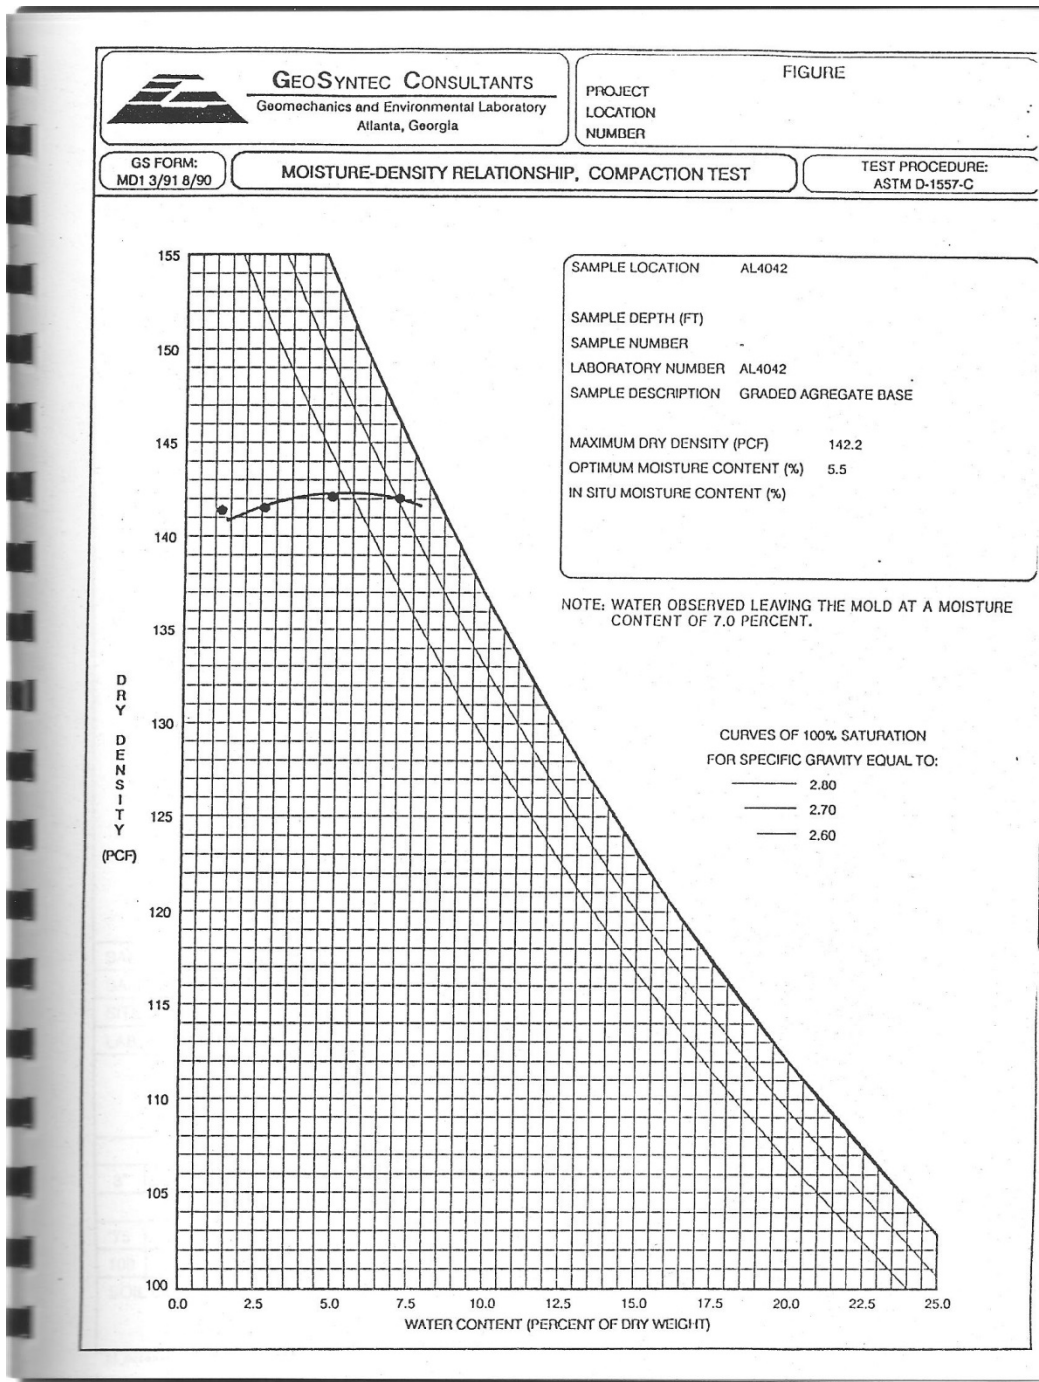 GEOSYNTEC CONSULTANTS
Geomechanics and Environmental Laboratory
Atlanta, Georgia
FIGURE
PROJECT
LOCATION
NUMBER
GS FORM:
MD1 3/91 8/90
MOISTURE-DENSITY RELATIONSHIP, COMPACTION TEST
TEST PROCEDURE:
ASTM D-1557-C
SAMPLE LOCATION AL4042
SAMPLE DEPTH (FT)
SAMPLE NUMBER -
LABORATORY NUMBER AL4042
SAMPLE DESCRIPTION GRADED AGREGATE BASE
MAXIMUM DRY DENSITY (PCF) 142.2
OPTIMUM MOISTURE CONTENT (%) 5.5
IN SITU MOISTURE CONTENT (%)
NOTE: WATER OBSERVED LEAVING THE MOLD AT A MOISTURE
CONTENT OF 7.0 PERCENT.
CURVES OF 100% SATURATION
FOR SPECIFIC GRAVITY EQUAL TO:
2.80
2.70
2.60
DRY DENSITY
(PCF)
155
150
145
140
135
130
125
120
115
110
105
100
0.0 2.5 5.0 7.5 10.0 12.5 15.0 17.5 20.0 22.5 25.0
WATER CONTENT (PERCENT OF DRY WEIGHT)